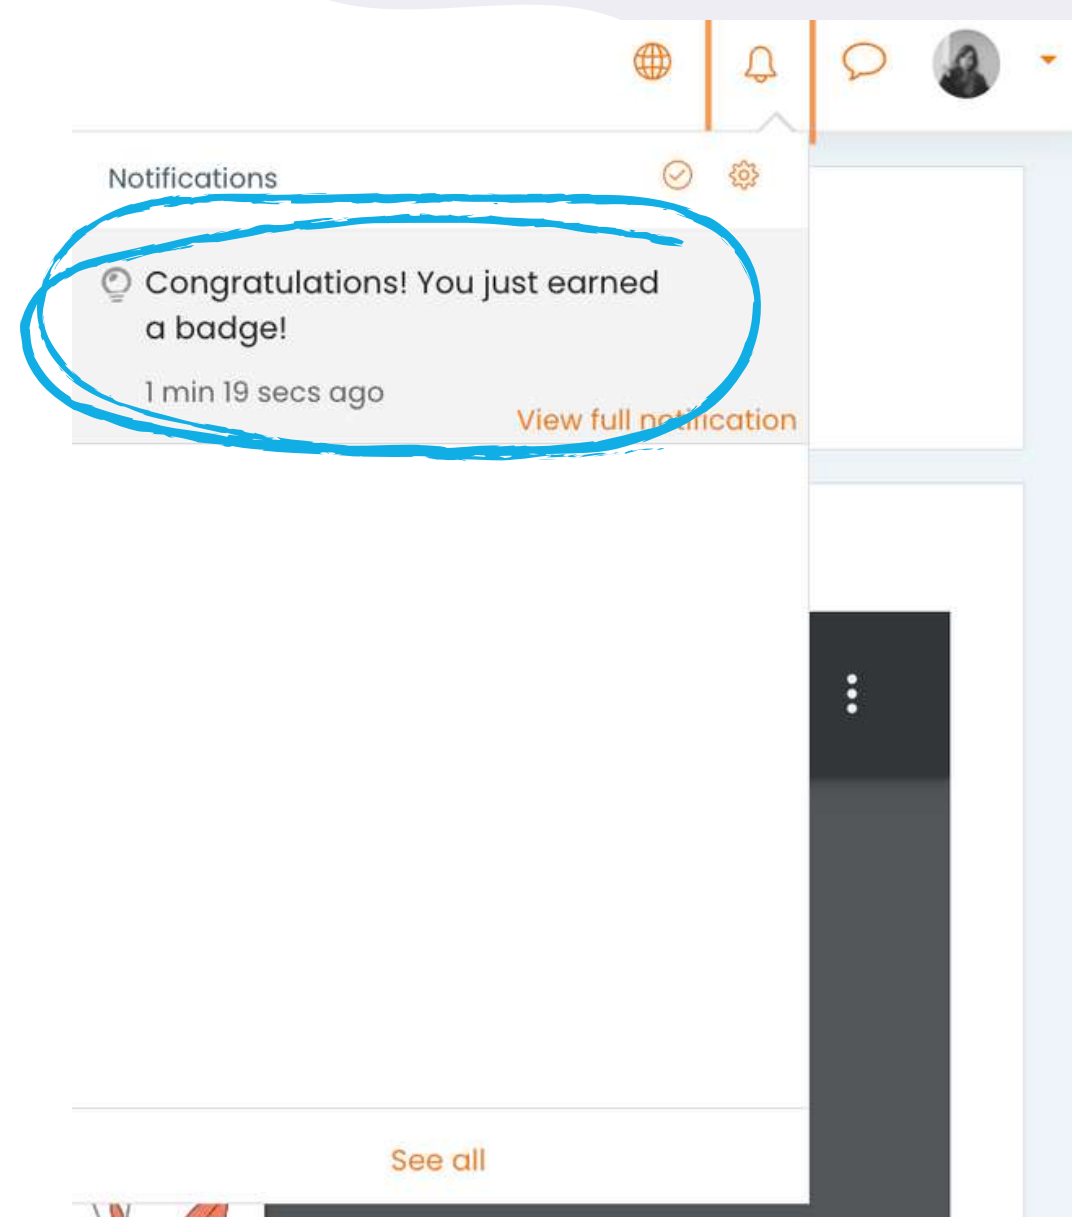 Notifications
Congratulations! You just earned
a badge!
1 min 19 secs ago
View full notification
See all